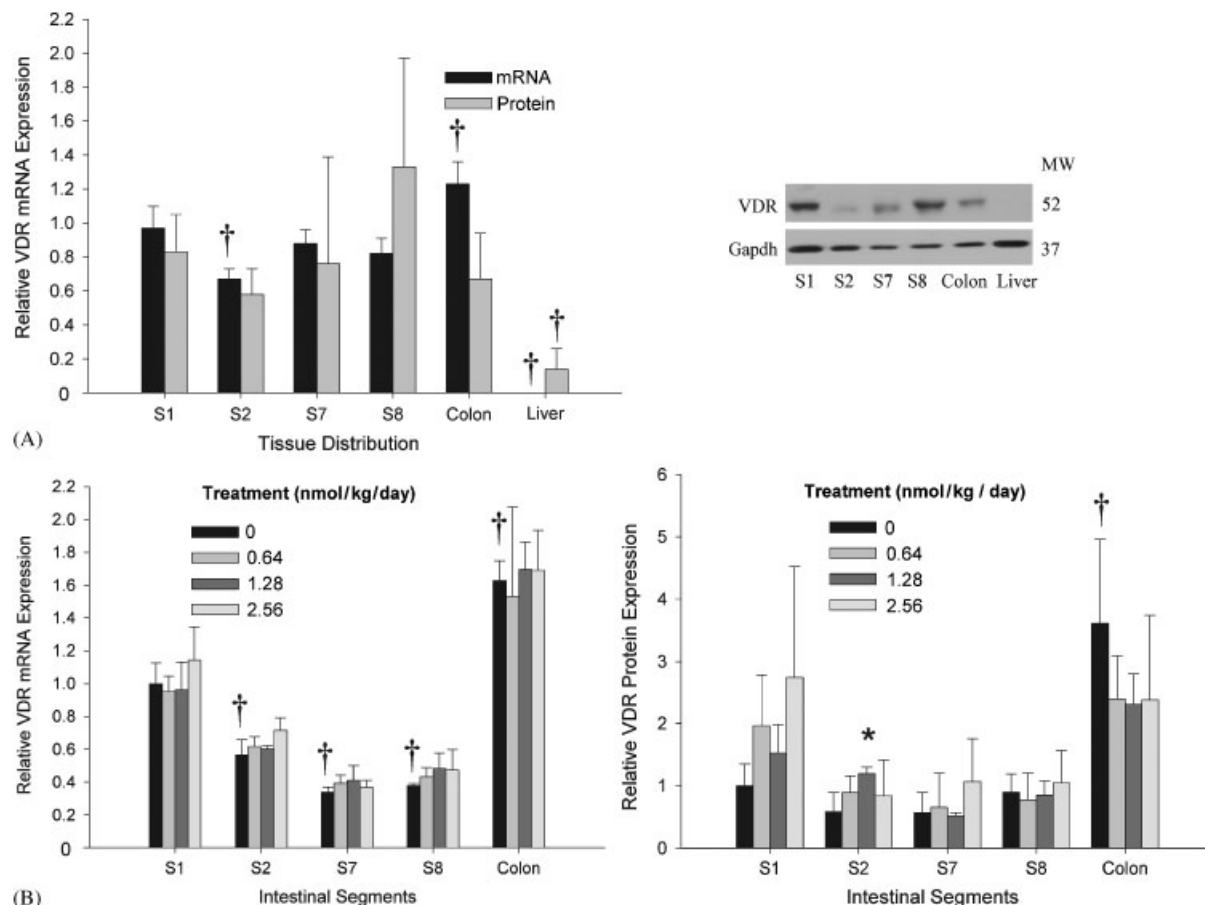 2.2
2.0
1.8
1.6
1.4
1.2
1.0
0.8
0.6
0.4
0.2
0
Relative VDR mRNA Expression
mRNA
Protein
†
†
†
†
S1 S2 S7 S8 Colon Liver
Tissue Distribution
(A)
MW
VDR 52
Gapdh 37
S1 S2 S7 S8 Colon Liver
2.2
2.0
1.8
1.6
1.4
1.2
1.0
0.8
0.6
0.4
0.2
0
Relative VDR mRNA Expression
Treatment (nmol/kg/day)
0
0.64
1.28
2.56
†
†
†
†
S1 S2 S7 S8 Colon
Intestinal Segments
(B)
6
5
4
3
2
1
0
Relative VDR Protein Expression
Treatment (nmol/kg / day)
0
0.64
1.28
2.56
*
†
S1 S2 S7 S8 Colon
Intestinal Segments